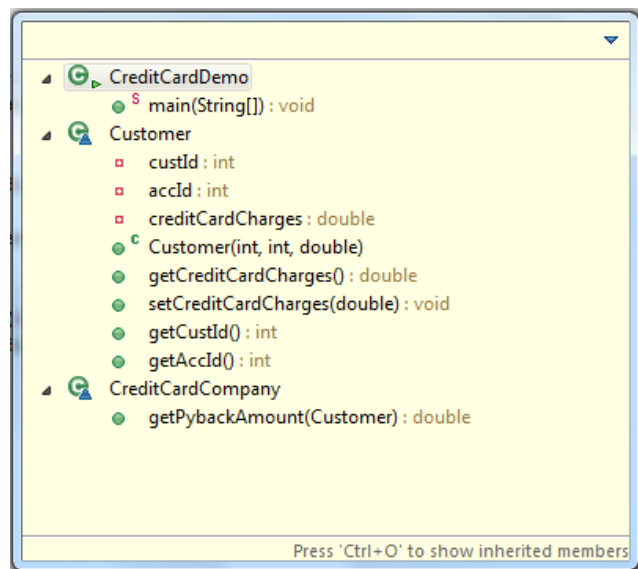 CreditCardDemo
S main(String[]) : void
Customer
custId : int
accId : int
creditCardCharges : double
C Customer(int, int, double)
getCreditCardCharges() : double
setCreditCardCharges(double) : void
getCustId() : int
getAccId() : int
CreditCardCompany
getPybackAmount(Customer) : double
Press 'Ctrl+O' to show inherited members